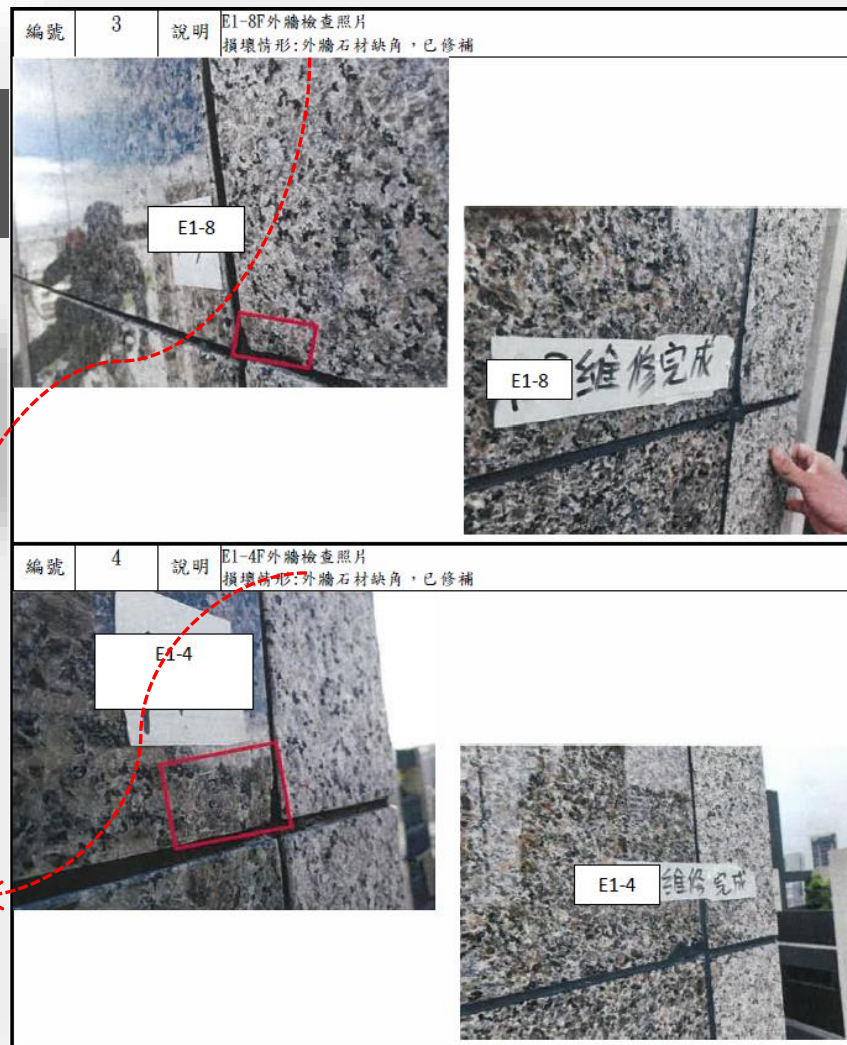 編號 3 說明 E1-8F外牆檢查照片
損壞情形:外牆石材缺角，已修補
E1-8
E1-8
維修完成
編號 4 說明 E1-4F外牆檢查照片
損壞情形:外牆石材缺角，已修補
E1-4
E1-4
維修完成